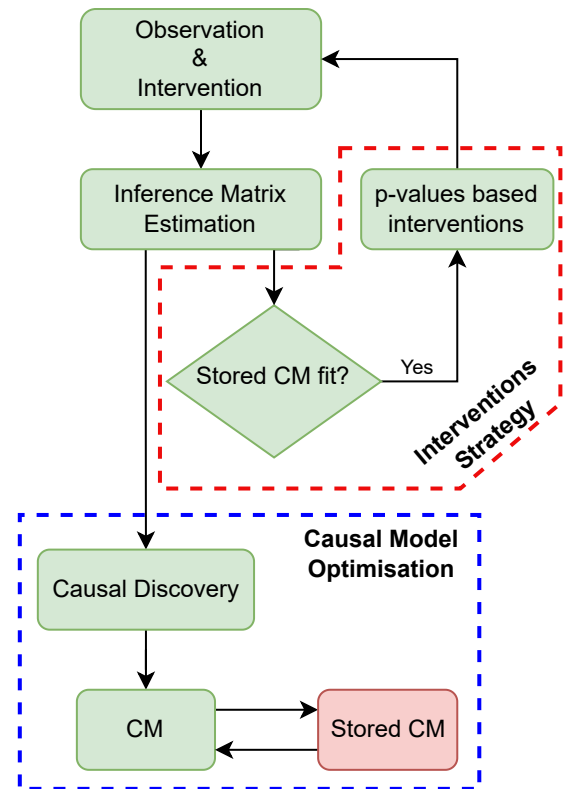 Observation
&
Intervention
Inference Matrix
Estimation
p-values based
interventions
Stored CM fit?
Yes
Interventions
Strategy
Causal Model
Optimisation
Causal Discovery
CM
Stored CM